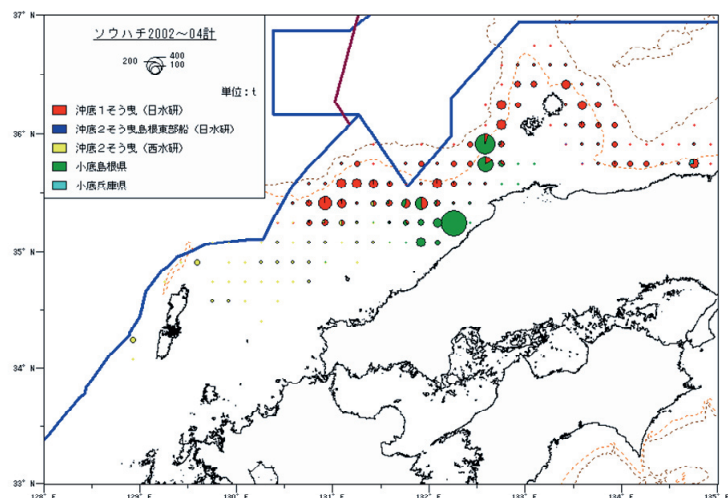 ソウハチ2002～04計
200
400
100
単位:t
沖底1そう曳（日水研）
沖底2そう曳島根東部船（日水研）
沖底2そう曳（西水研）
小底島根県
小底兵庫県
37° N
36° N
35° N
34° N
33° N
128° E
129° E
130° E
131° E
132° E
133° E
134° E